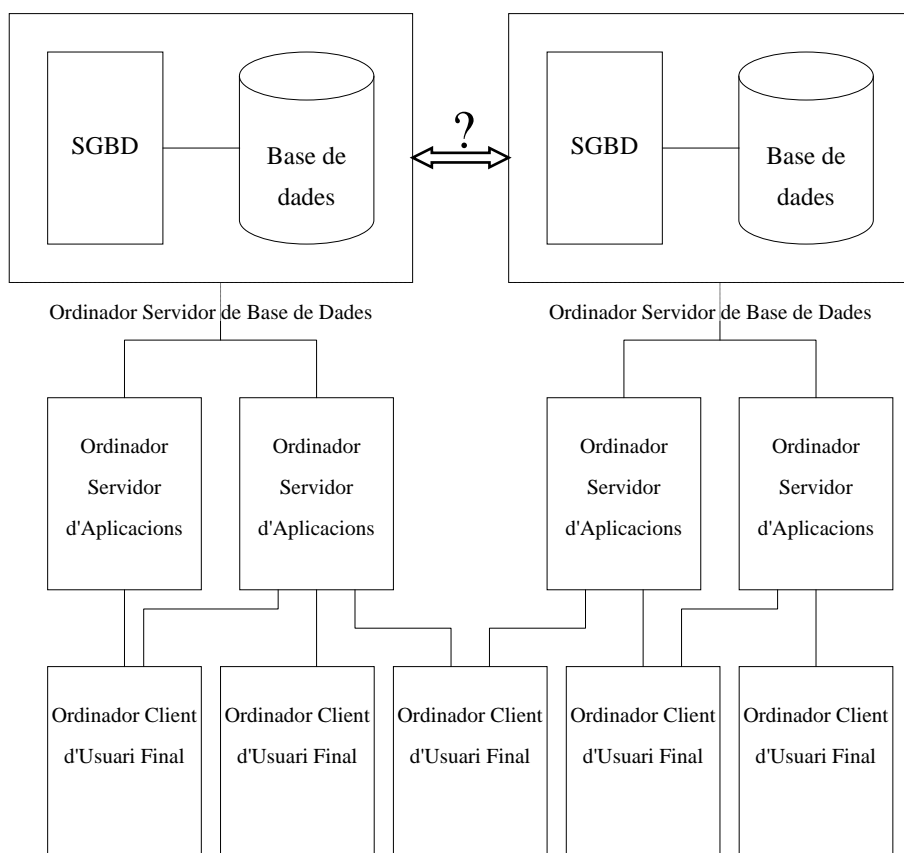 SGBD
Base de
dades
?
SGBD
Base de
dades
Ordinador Servidor de Base de Dades
Ordinador Servidor de Base de Dades
Ordinador
Servidor
d'Aplicacions
Ordinador
Servidor
d'Aplicacions
Ordinador
Servidor
d'Aplicacions
Ordinador
Servidor
d'Aplicacions
Ordinador Client
d'Usuari Final
Ordinador Client
d'Usuari Final
Ordinador Client
d'Usuari Final
Ordinador Client
d'Usuari Final
Ordinador Client
d'Usuari Final